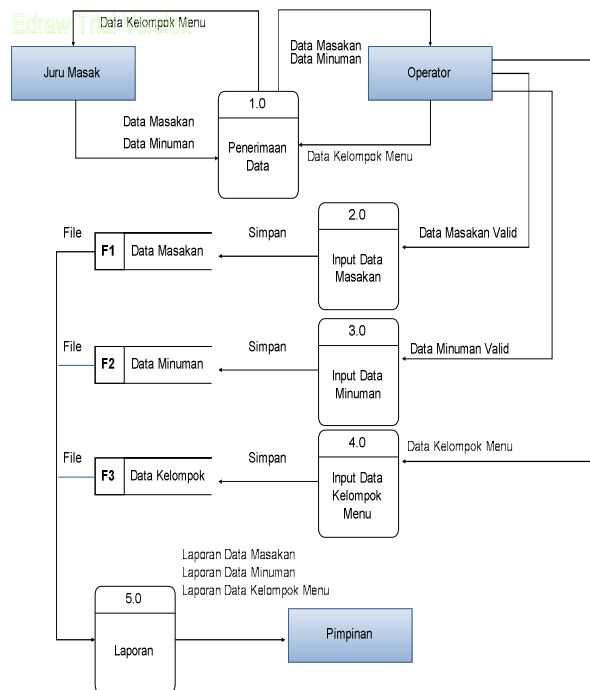 Edraw Trial Version
Data Kelompok Menu
Juru Masak
Data Masakan
Data Minuman
Operator
1.0
Penerimaan
Data
Data Masakan
Data Minuman
Data Kelompok Menu
File
F1
Data Masakan
Simpan
2.0
Input Data
Masakan
Data Masakan Valid
File
F2
Data Minuman
Simpan
3.0
Input Data
Minuman
Data Minuman Valid
File
F3
Data Kelompok
Simpan
4.0
Input Data
Kelompok
Menu
Data Kelompok Menu
Laporan Data Masakan
Laporan Data Minuman
Laporan Data Kelompok Menu
5.0
Laporan
Pimpinan